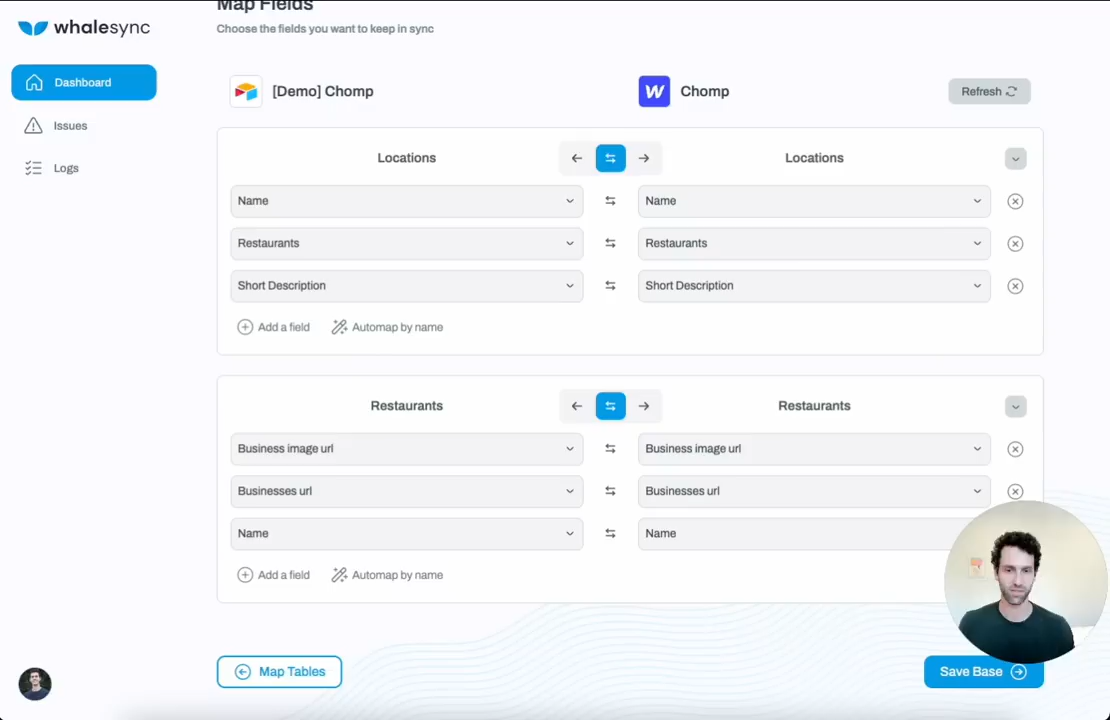 Map Fields
whalesync
Choose the fields you want to keep in sync
Dashboard
Issues
Logs
[Demo] Chomp
Chomp
Refresh
Locations
Locations
Name
Name
Restaurants
Restaurants
Short Description
Short Description
Add a field
Automap by name
Restaurants
Restaurants
Business image url
Business image url
Businesses url
Businesses url
Name
Name
Add a field
Automap by name
Map Tables
Save Base